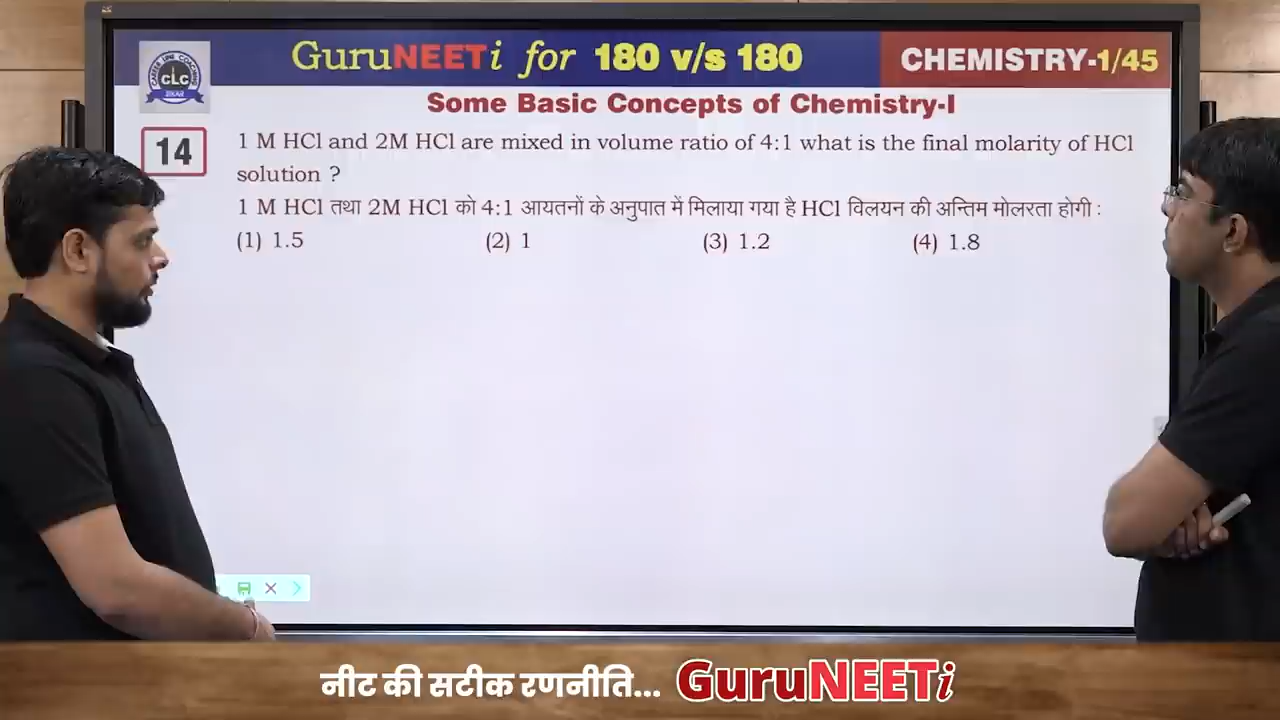 GuruNEETi for 180 v/s 180
CHEMISTRY-1/45
CLC
Some Basic Concepts of Chemistry-I
14
1 M HCl and 2M HCl are mixed in volume ratio of 4:1 what is the final molarity of HCl
solution ?
1 M HCl तथा 2M HCl को 4:1 आयतनों के अनुपात में मिलाया गया है HCl विलयन की अन्तिम मोलरता होगी :
(1) 1.5 (2) 1 (3) 1.2 (4) 1.8
नीट की सटीक रणनीति... GuruNEETi